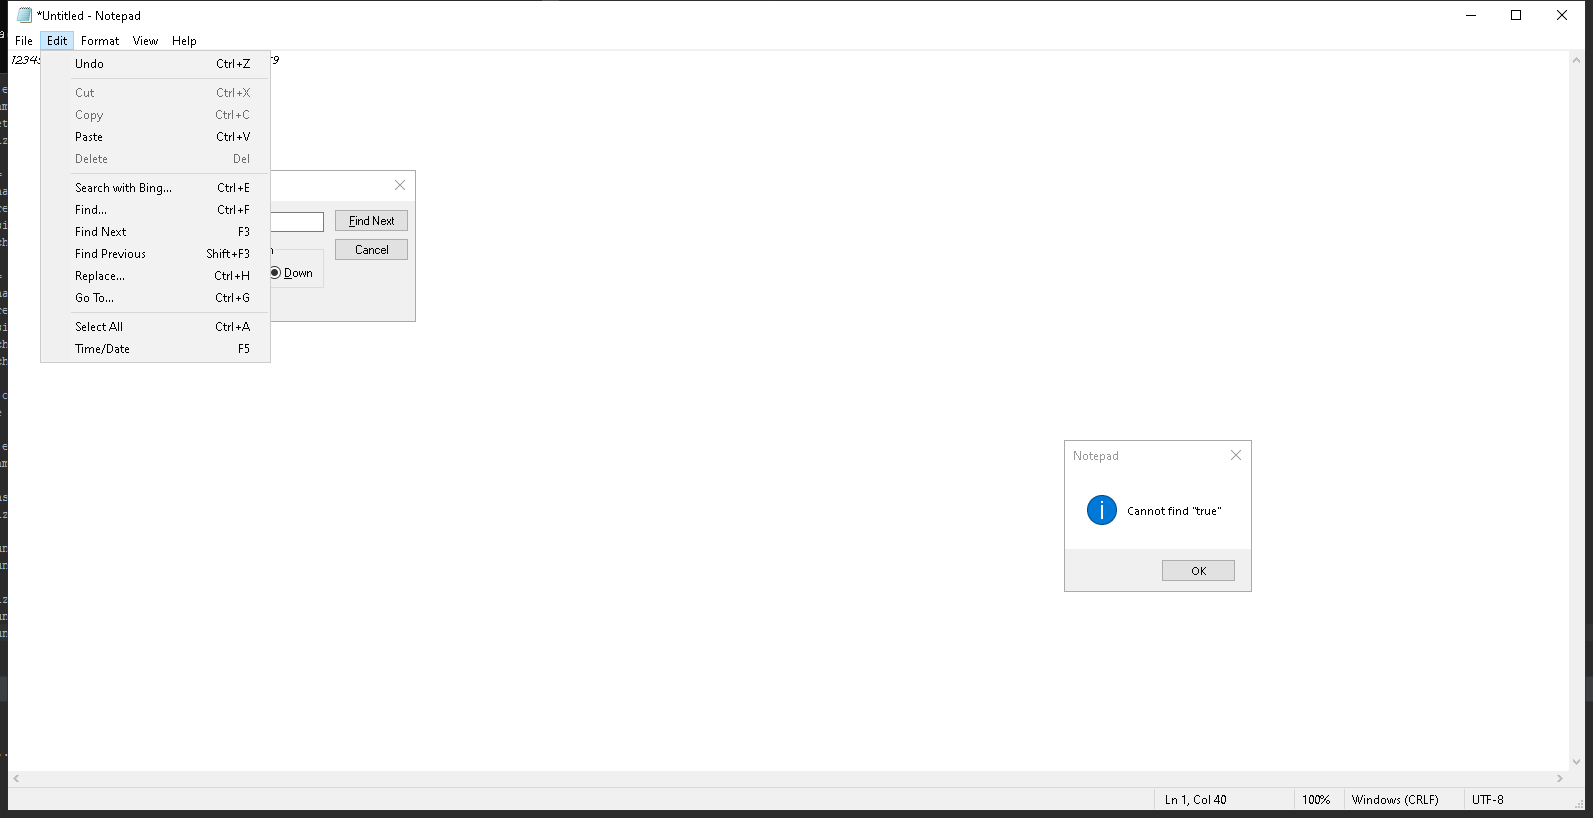 *Untitled - Notepad
File Edit Format View Help
Undo Ctrl+Z
Cut Ctrl+X
Copy Ctrl+C
Paste Ctrl+V
Delete Del
Search with Bing... Ctrl+E
Find... Ctrl+F
Find Next F3
Find Previous Shift+F3
Replace... Ctrl+H
Go To... Ctrl+G
Select All Ctrl+A
Time/Date F5
Find Next
Cancel
Down
Notepad
Cannot find "true"
OK
Ln 1, Col 40 100% Windows (CRLF) UTF-8